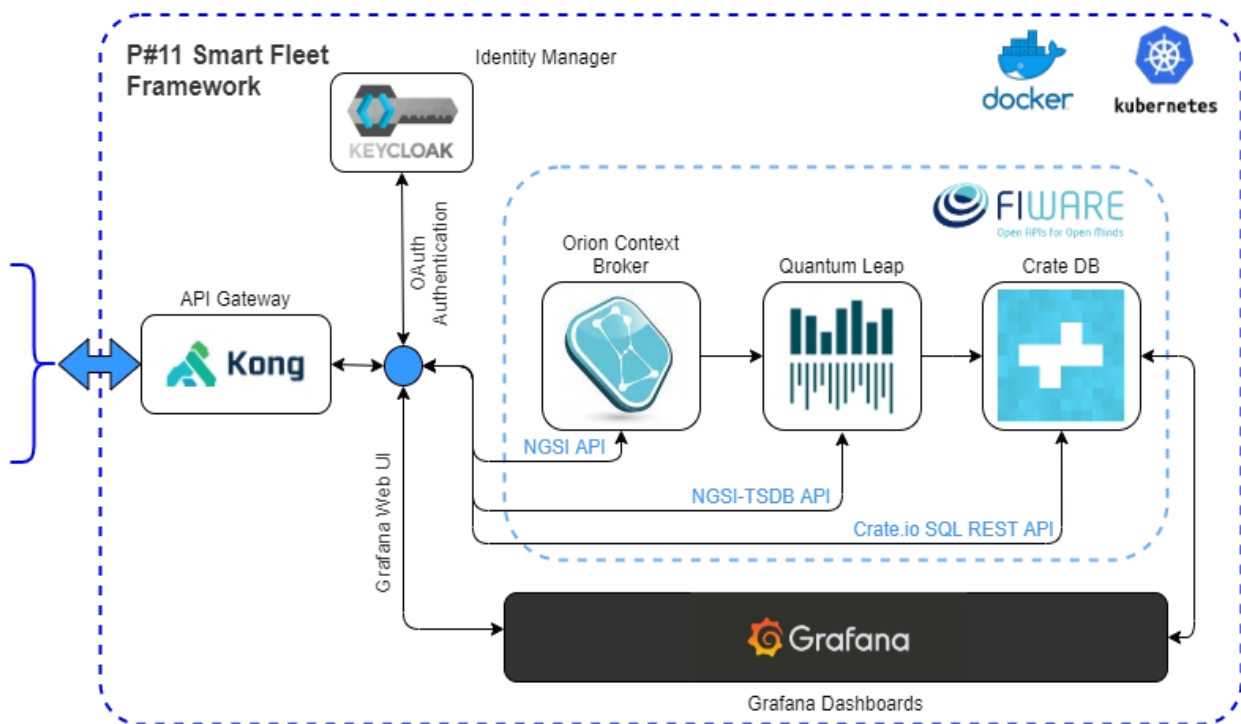 P#11 Smart Fleet
Framework
Identity Manager
docker
kubernetes
KEYCLOAK
OAuth
Authentication
FIWARE
Open APIs for Open Minds
Orion Context
Broker
Quantum Leap
Crate DB
API Gateway
Kong
NGSI API
NGSI-TSDB API
Crate.io SQL REST API
Grafana Web UI
Grafana
Grafana Dashboards